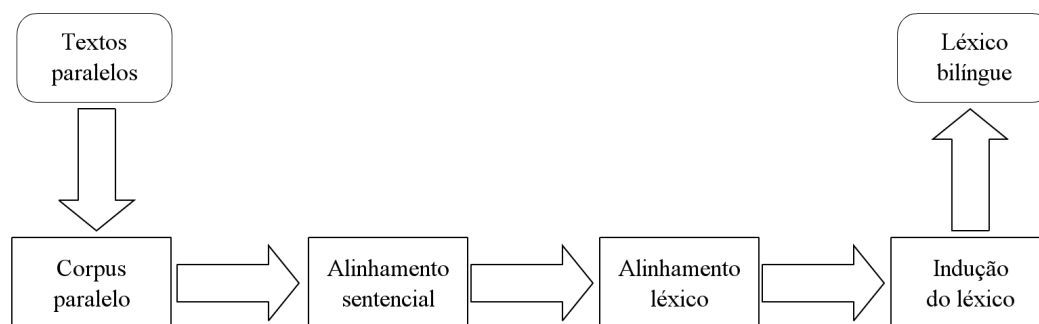 Textos
paralelos
Léxico
bilíngue
Corpus
paralelo
Alinhamento
sentencial
Alinhamento
léxico
Indução
do léxico